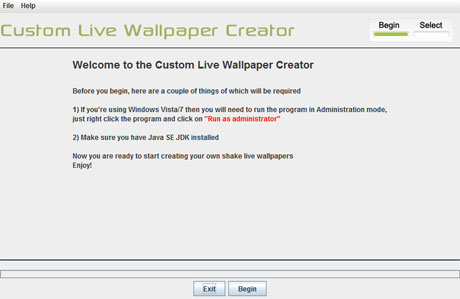 File Help
Custom Live Wallpaper Creator
Begin Select
Welcome to the Custom Live Wallpaper Creator
Before you begin, here are a couple of things of which will be required
1) If you're using Windows Vista/7 then you will need to run the program in Administration mode,
just right click the program and click on "Run as administrator"
2) Make sure you have Java SE JDK installed
Now you are ready to start creating your own shake live wallpapers
Enjoy!
Exit Begin